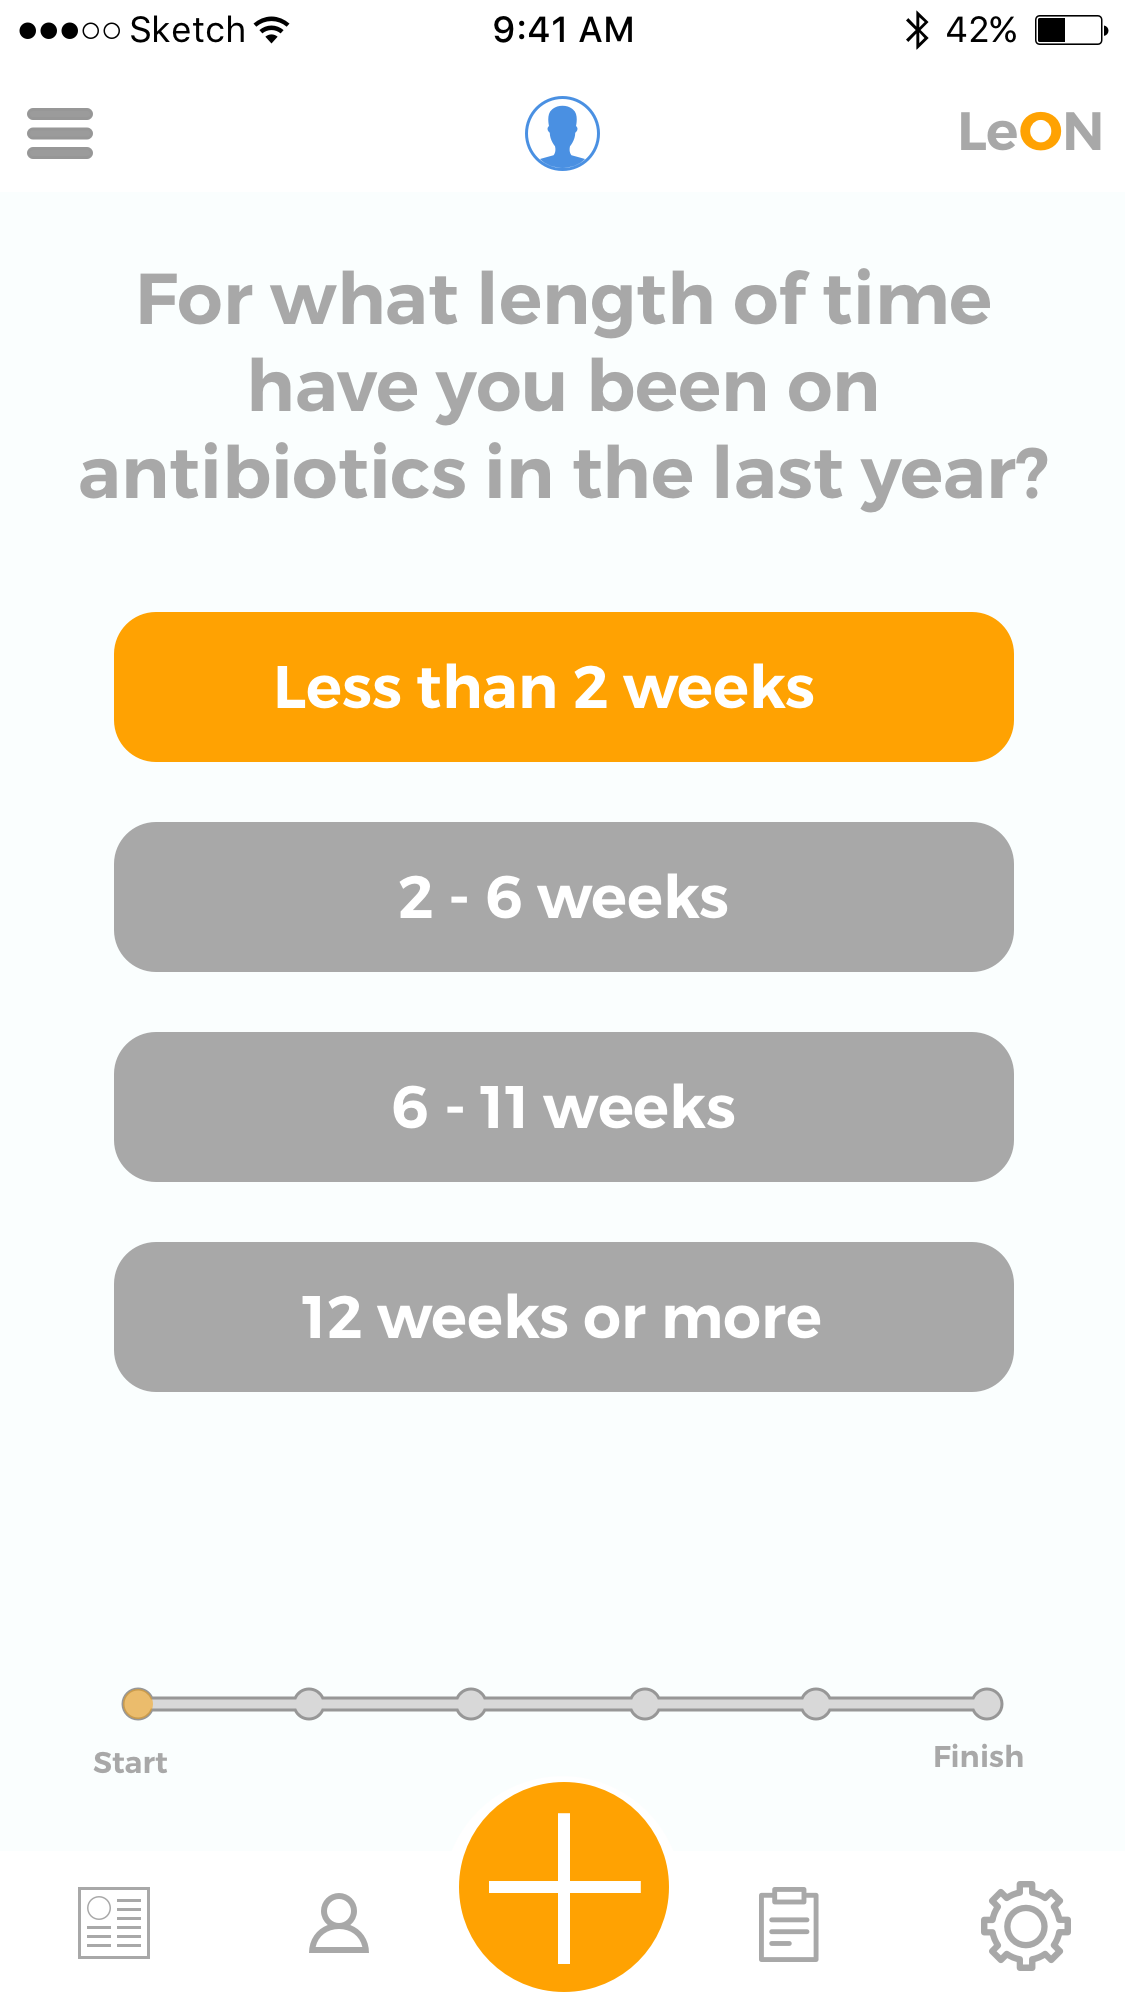 Sketch 9:41 AM 42%
LeON
For what length of time
have you been on
antibiotics in the last year?
Less than 2 weeks
2 - 6 weeks
6 - 11 weeks
12 weeks or more
Start
Finish